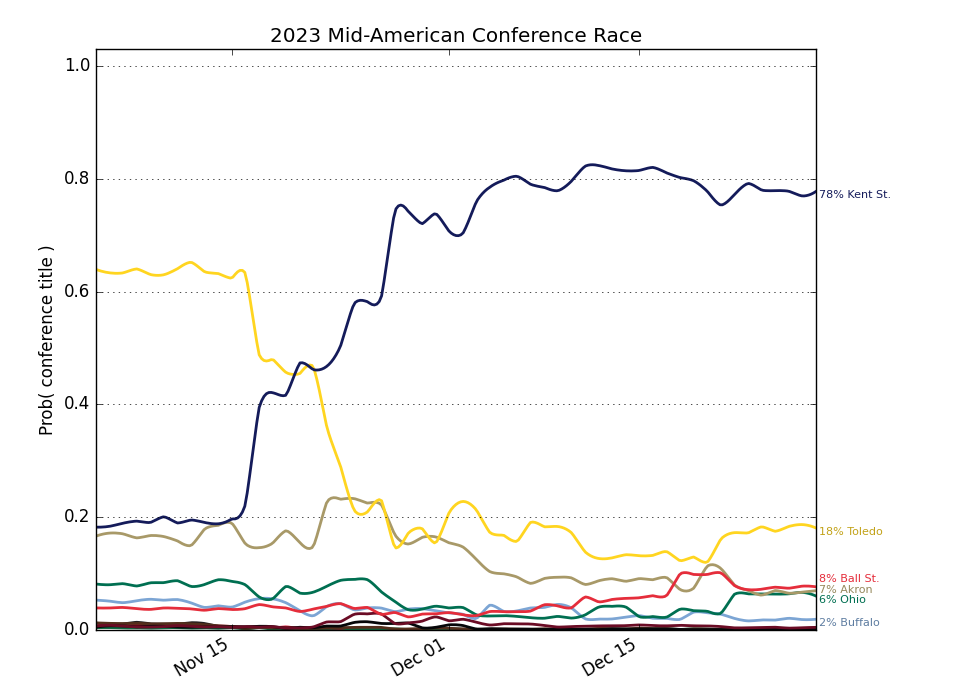 2023 Mid-American Conference Race
1.0
0.8
0.6
0.4
0.2
0.0
Prob( conference title )
78% Kent St.
18% Toledo
8% Ball St.
7% Akron
6% Ohio
2% Buffalo
Nov 15
Dec 01
Dec 15